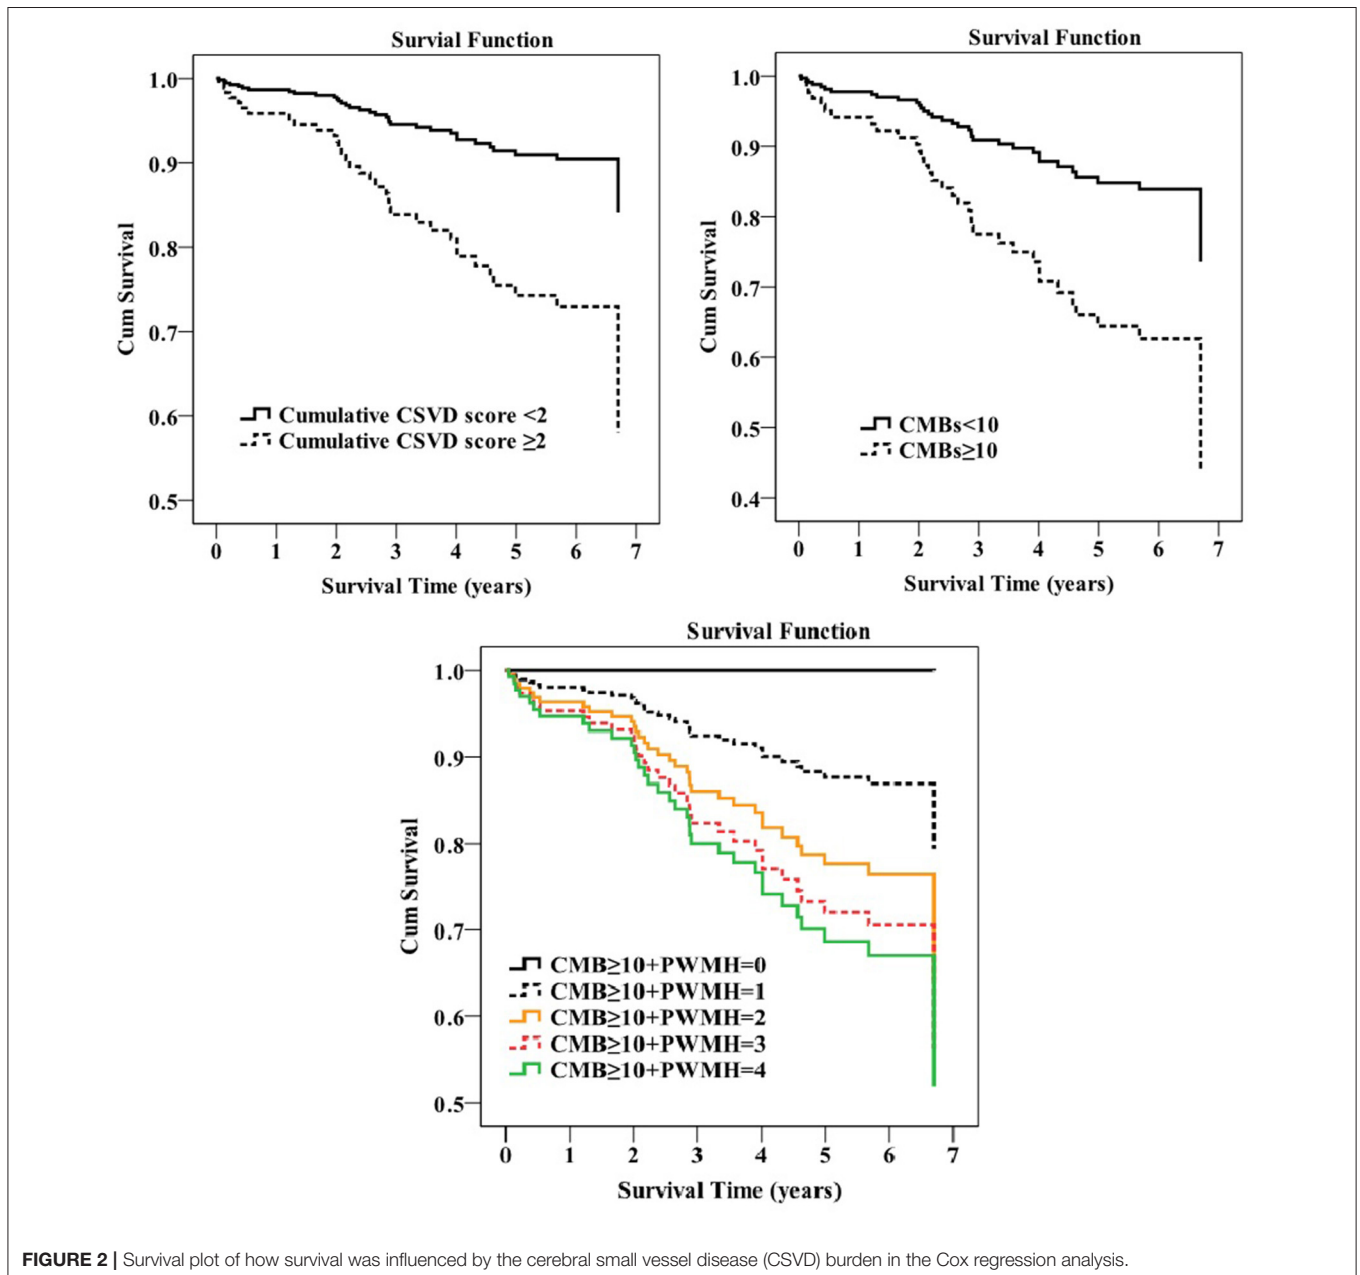 Survial Function
1.0
0.9
0.8
0.7
0.6
0.5
Cum Survival
Cumulative CSVD score <2
Cumulative CSVD score ≥2
0 1 2 3 4 5 6 7
Survival Time (years)
Survival Function
1.0
0.9
0.8
0.7
0.6
0.5
0.4
Cum Survival
CMBs<10
CMBs≥10
0 1 2 3 4 5 6 7
Survival Time (years)
Survival Function
1.0
0.9
0.8
0.7
0.6
0.5
Cum Survival
CMB≥10+PWMH=0
CMB≥10+PWMH=1
CMB≥10+PWMH=2
CMB≥10+PWMH=3
CMB≥10+PWMH=4
0 1 2 3 4 5 6 7
Survival Time (years)
FIGURE 2 | Survival plot of how survival was influenced by the cerebral small vessel disease (CSVD) burden in the Cox regression analysis.